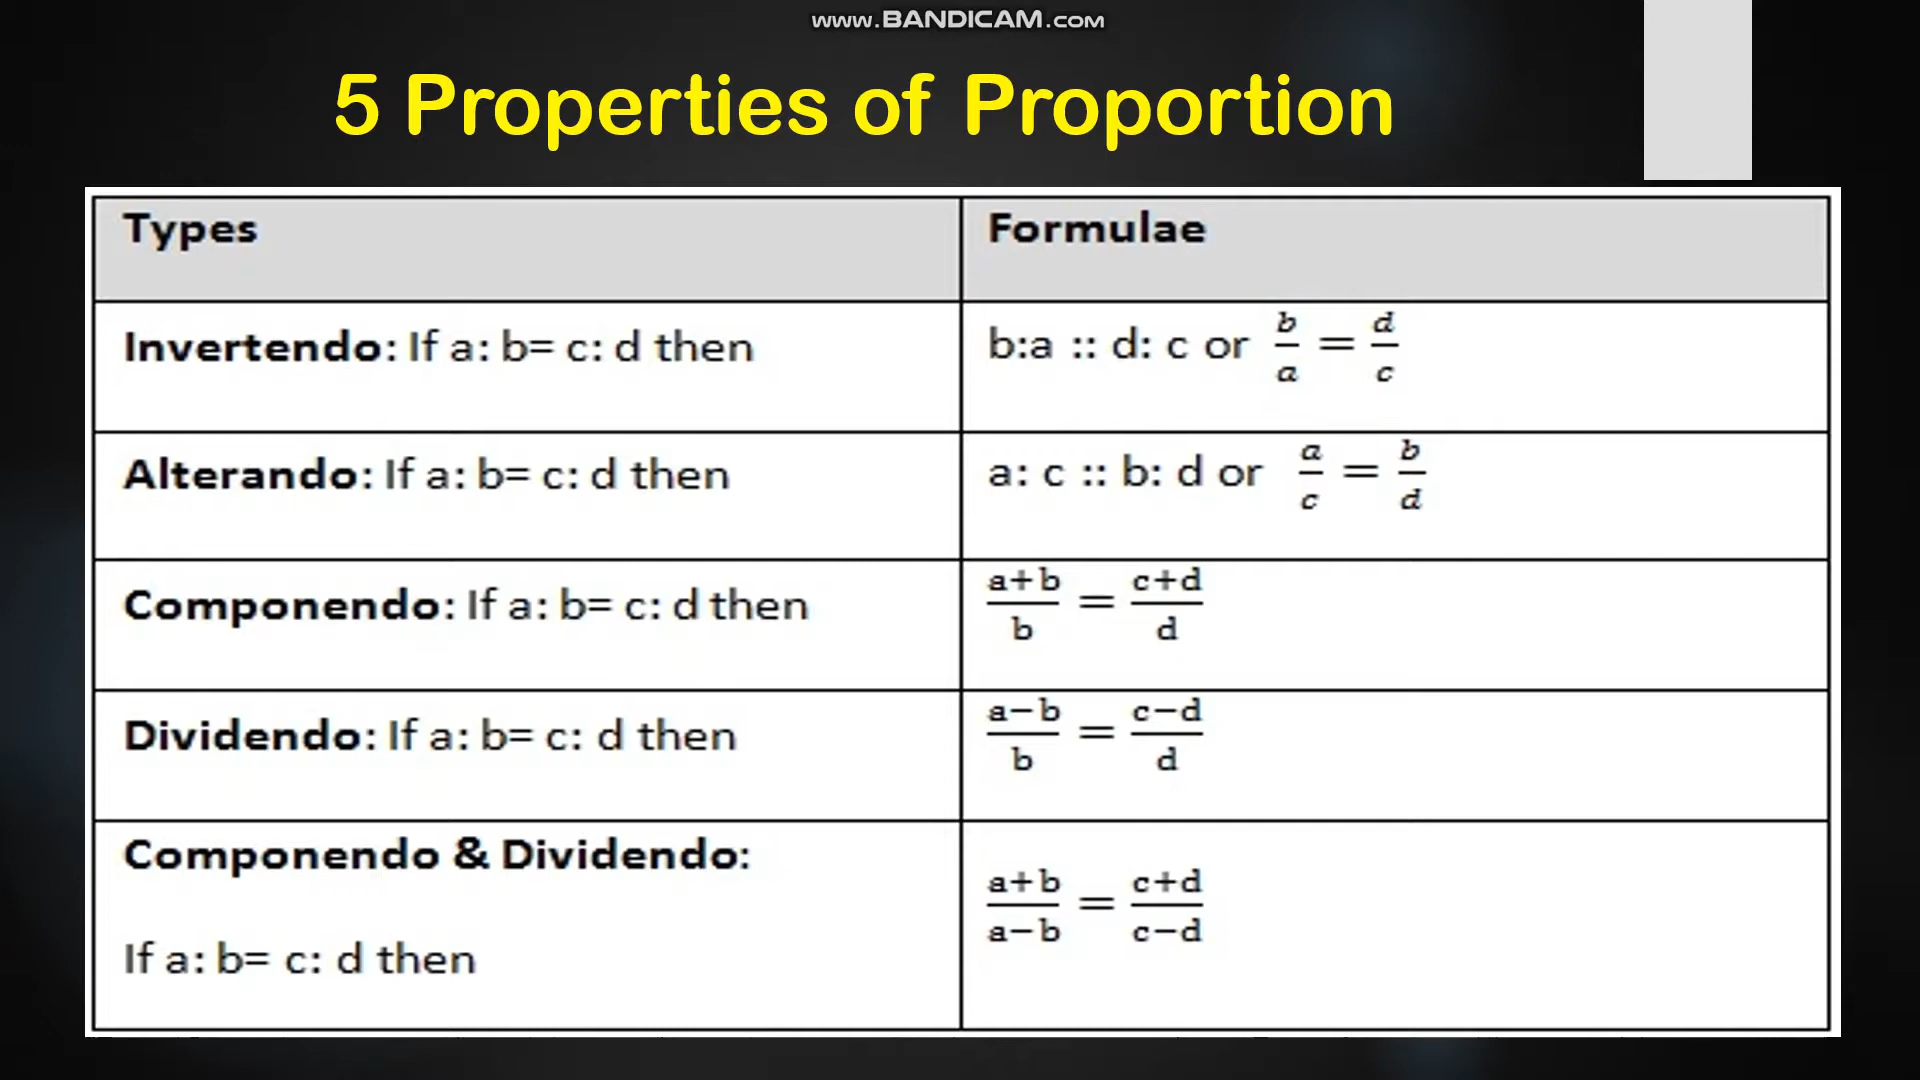 www.BANDICAM.com
5 Properties of Proportion
Types
Formulae
Invertendo: If a: b= c: d then
b:a :: d: c or b/a = d/c
Alterando: If a: b= c: d then
a: c :: b: d or a/c = b/d
Componendo: If a: b= c: d then
a+b/b = c+d/d
Dividendo: If a: b= c: d then
a−b/b = c−d/d
Componendo & Dividendo:
If a: b= c: d then
a+b/a−b = c+d/c−d